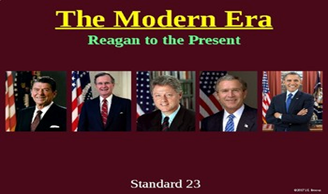 The Modern Era
Reagan to the Present
Standard 23